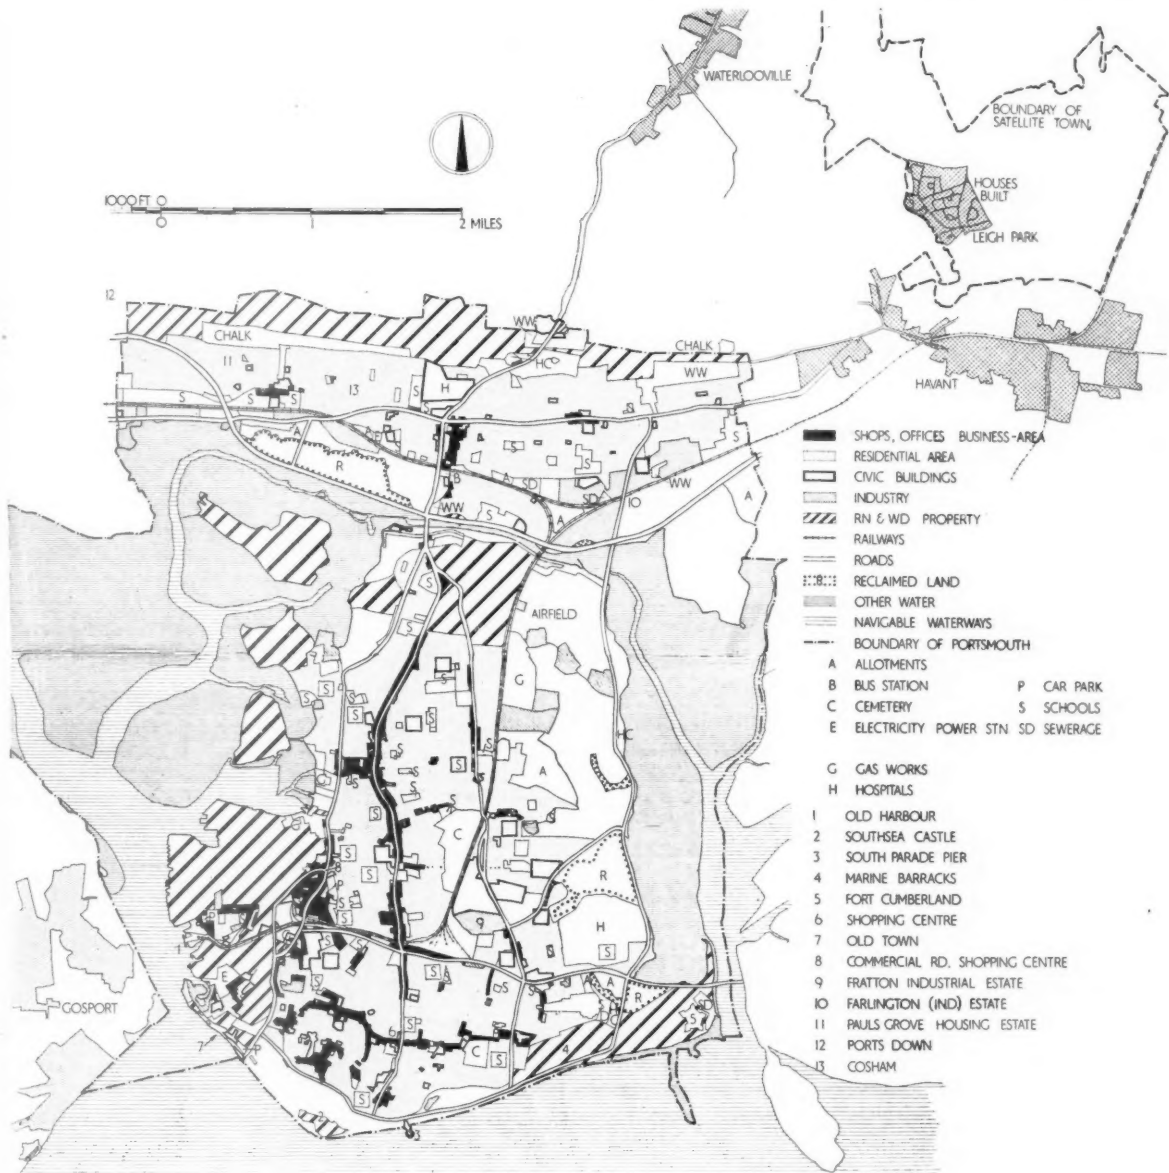 WATERLOOVILLE
BOUNDARY OF
SATELLITE TOWN
HOUSES
BUILT
LEIGH PARK
1000FT 0
0 1 2 MILES
12
WW
CHALK
CHALK
11
13
S
H
HC
WW
HAVANT
S S S
A
R
A
E
S
S
B
A
SD
SD
10
WW
S
A
WW
S
A
S
AIRFIELD
S
G
S
S
S
S
S
S
S
A
HC
C
S
C
R
S
S
P
S
9
H
S
S
1
E
S
S
A
R
SD
5
GOSPORT
6
S
C
S
4
7
S
2
3
SHOPS, OFFICES BUSINESS-AREA
RESIDENTIAL AREA
CIVIC BUILDINGS
INDUSTRY
RN & WD PROPERTY
RAILWAYS
ROADS
R RECLAIMED LAND
OTHER WATER
NAVIGABLE WATERWAYS
BOUNDARY OF PORTSMOUTH
A ALLOTMENTS
B BUS STATION P CAR PARK
C CEMETERY S SCHOOLS
E ELECTRICITY POWER STN SD SEWERAGE
G GAS WORKS
H HOSPITALS
1 OLD HARBOUR
2 SOUTHSEA CASTLE
3 SOUTH PARADE PIER
4 MARINE BARRACKS
5 FORT CUMBERLAND
6 SHOPPING CENTRE
7 OLD TOWN
8 COMMERCIAL RD. SHOPPING CENTRE
9 FRATTON INDUSTRIAL ESTATE
10 FARLINGTON (IND) ESTATE
11 PAULS GROVE HOUSING ESTATE
12 PORTS DOWN
13 COSHAM